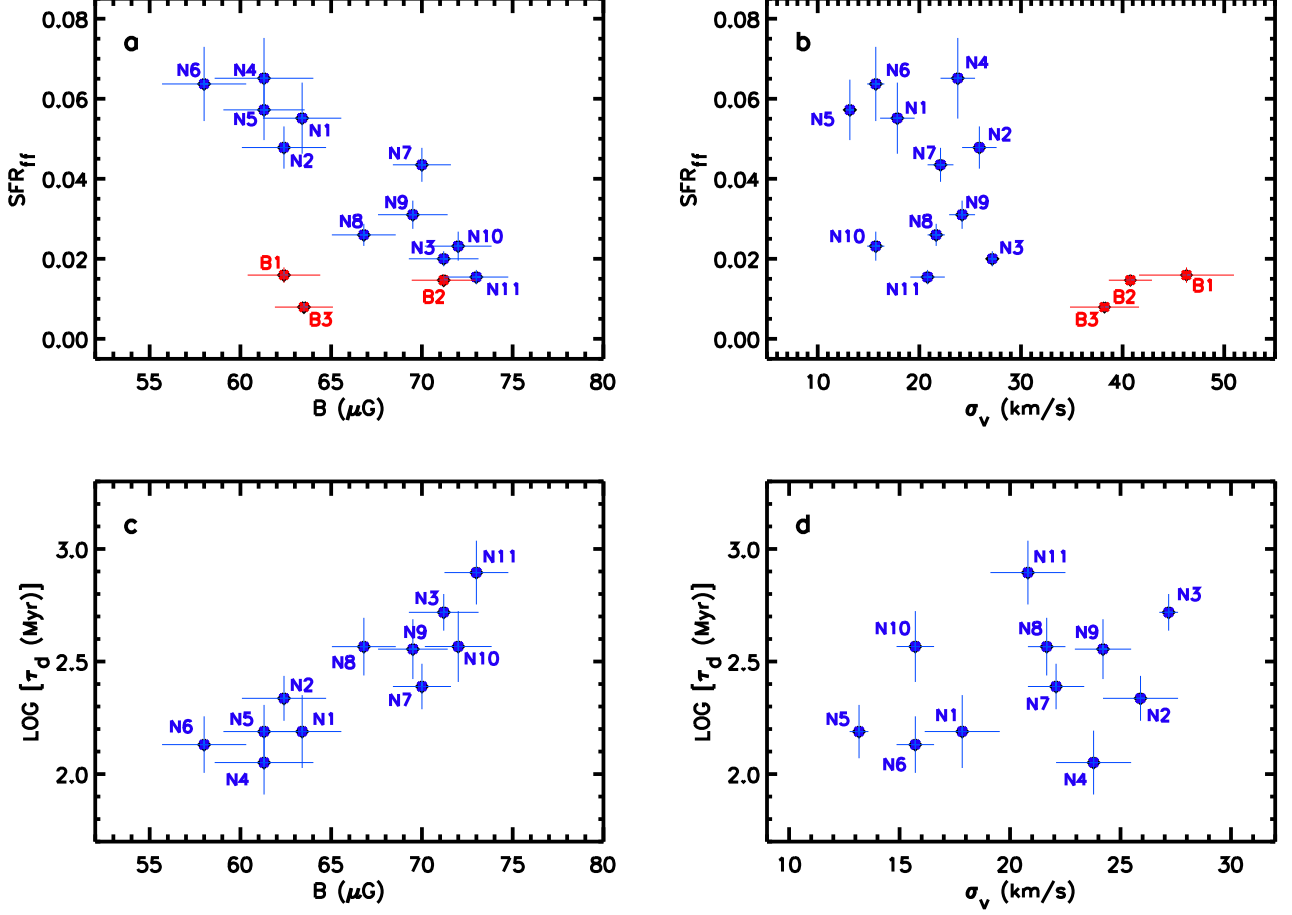 a
SFR_ff
0.08
0.06
0.04
0.02
0.00
N6
N4
N5
N1
N2
N7
N9
N8
N10
N3
B1
B2
N11
B3
55 60 65 70 75 80
B (μG)
b
SFR_ff
0.08
0.06
0.04
0.02
0.00
N6
N4
N5
N1
N2
N7
N9
N8
N10
N3
N11
B1
B2
B3
10 20 30 40 50
σ_v (km/s)
c
LOG [τ_d (Myr)]
3.0
2.5
2.0
N11
N3
N9
N8
N10
N7
N2
N5
N1
N6
N4
55 60 65 70 75 80
B (μG)
d
LOG [τ_d (Myr)]
3.0
2.5
2.0
N11
N3
N10
N8
N9
N7
N2
N5
N1
N6
N4
10 15 20 25 30
σ_v (km/s)